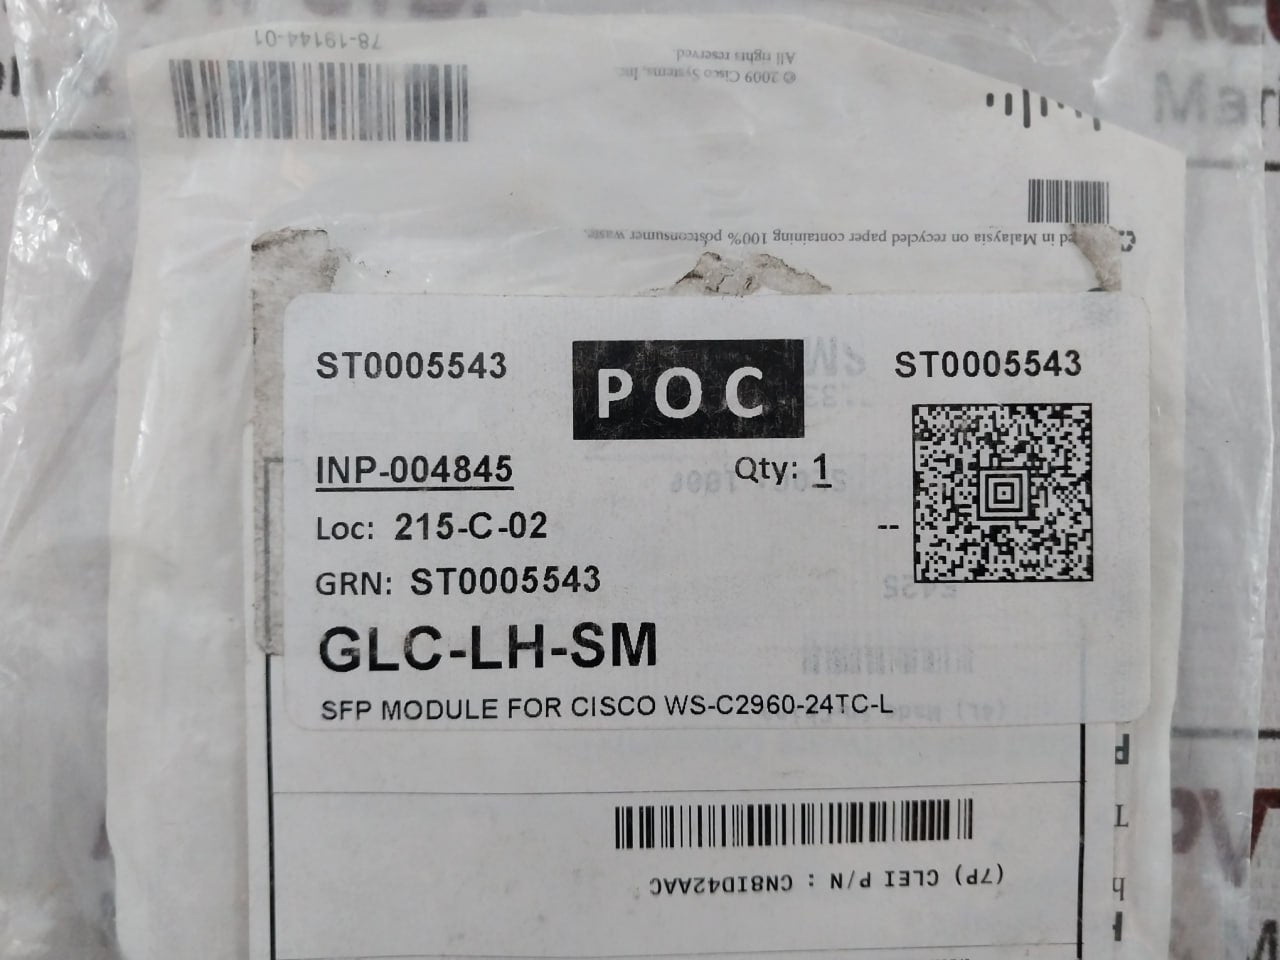 78-19144-01
© 2009 Cisco Systems, Inc.
All rights reserved.
ed in Malaysia on recycled paper containing 100% postconsumer waste.
ST0005543
POC
ST0005543
INP-004845
Qty: 1
Loc: 215-C-02
--
GRN: ST0005543
GLC-LH-SM
SFP MODULE FOR CISCO WS-C2960-24TC-L
(7P) CLEI P/N : CN8ID42AAC